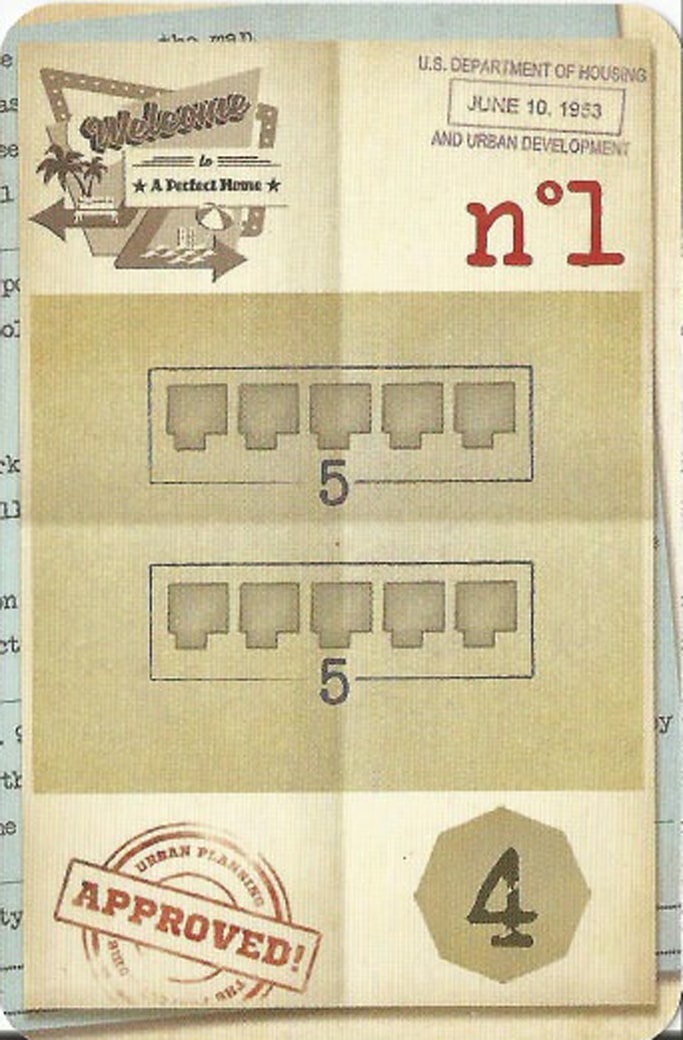 the map.
Welcome
to
A Perfect Home
U.S. DEPARTMENT OF HOUSING
JUNE 10, 1953
AND URBAN DEVELOPMENT
n°1
5
5
URBAN PLANNING
APPROVED!
4